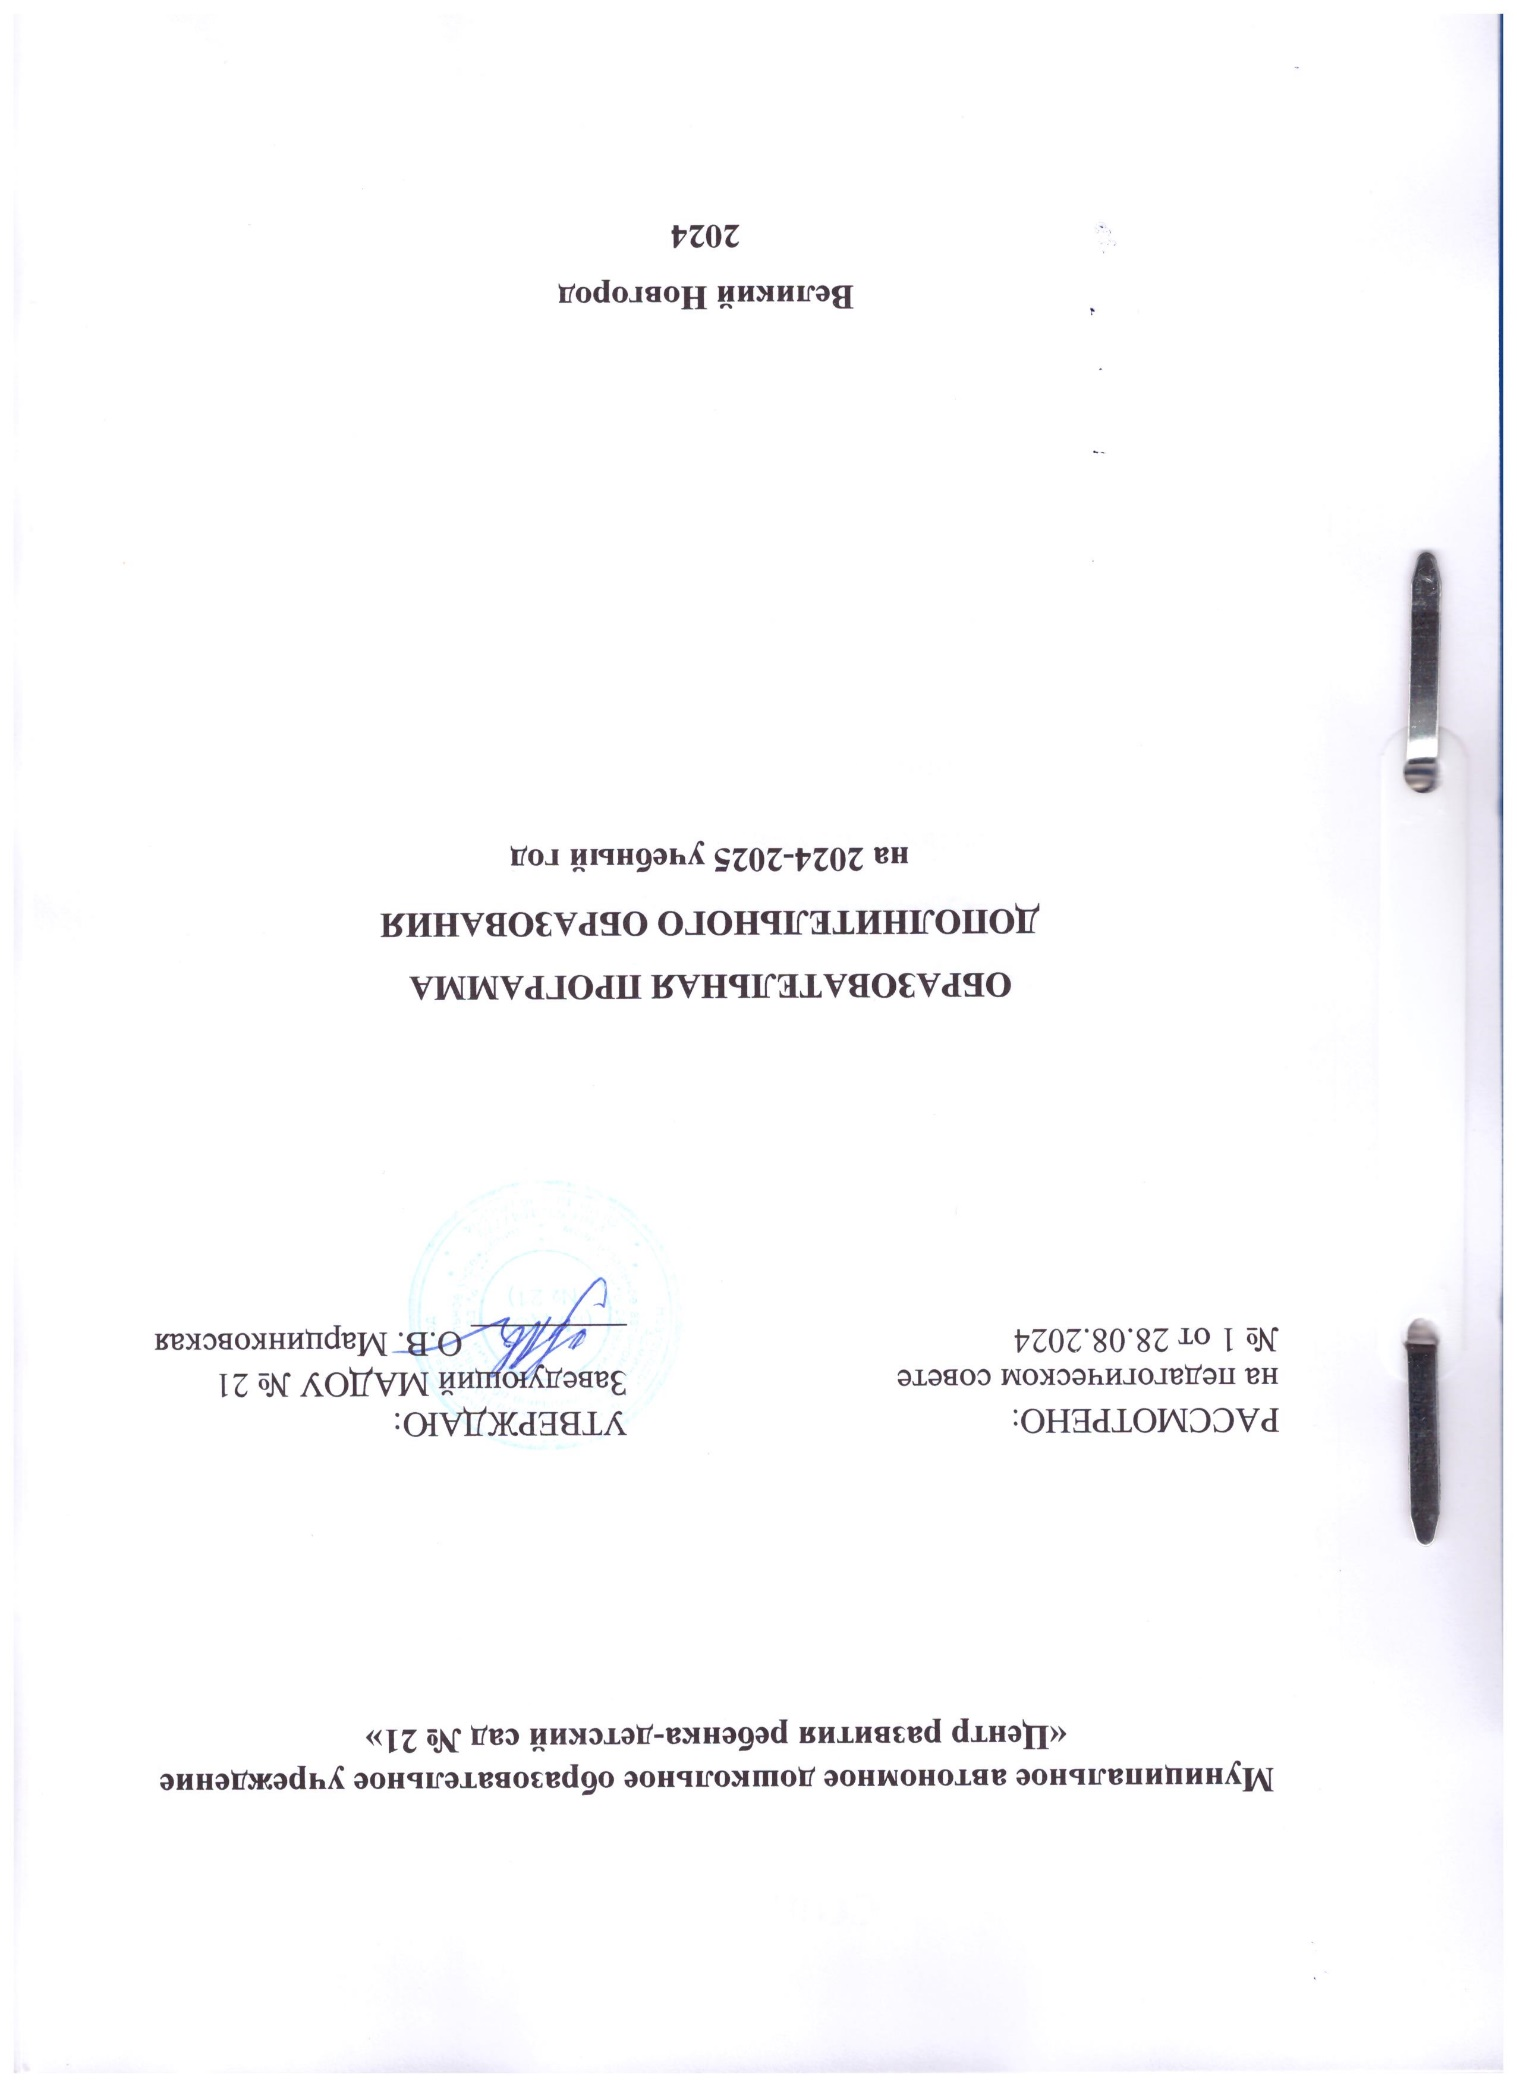 Муниципальное автономное дошкольное образовательное учреждение
«Центр развития ребенка-детский сад № 21»
РАССМОТРЕНО:
на педагогическом совете
№ 1 от 28.08.2024
УТВЕРЖДАЮ:
Заведующий МАДОУ № 21
О.В. Марцинковская
ОБРАЗОВАТЕЛЬНАЯ ПРОГРАММА
ДОПОЛНИТЕЛЬНОГО ОБРАЗОВАНИЯ
на 2024-2025 учебный год
Великий Новгород
2024